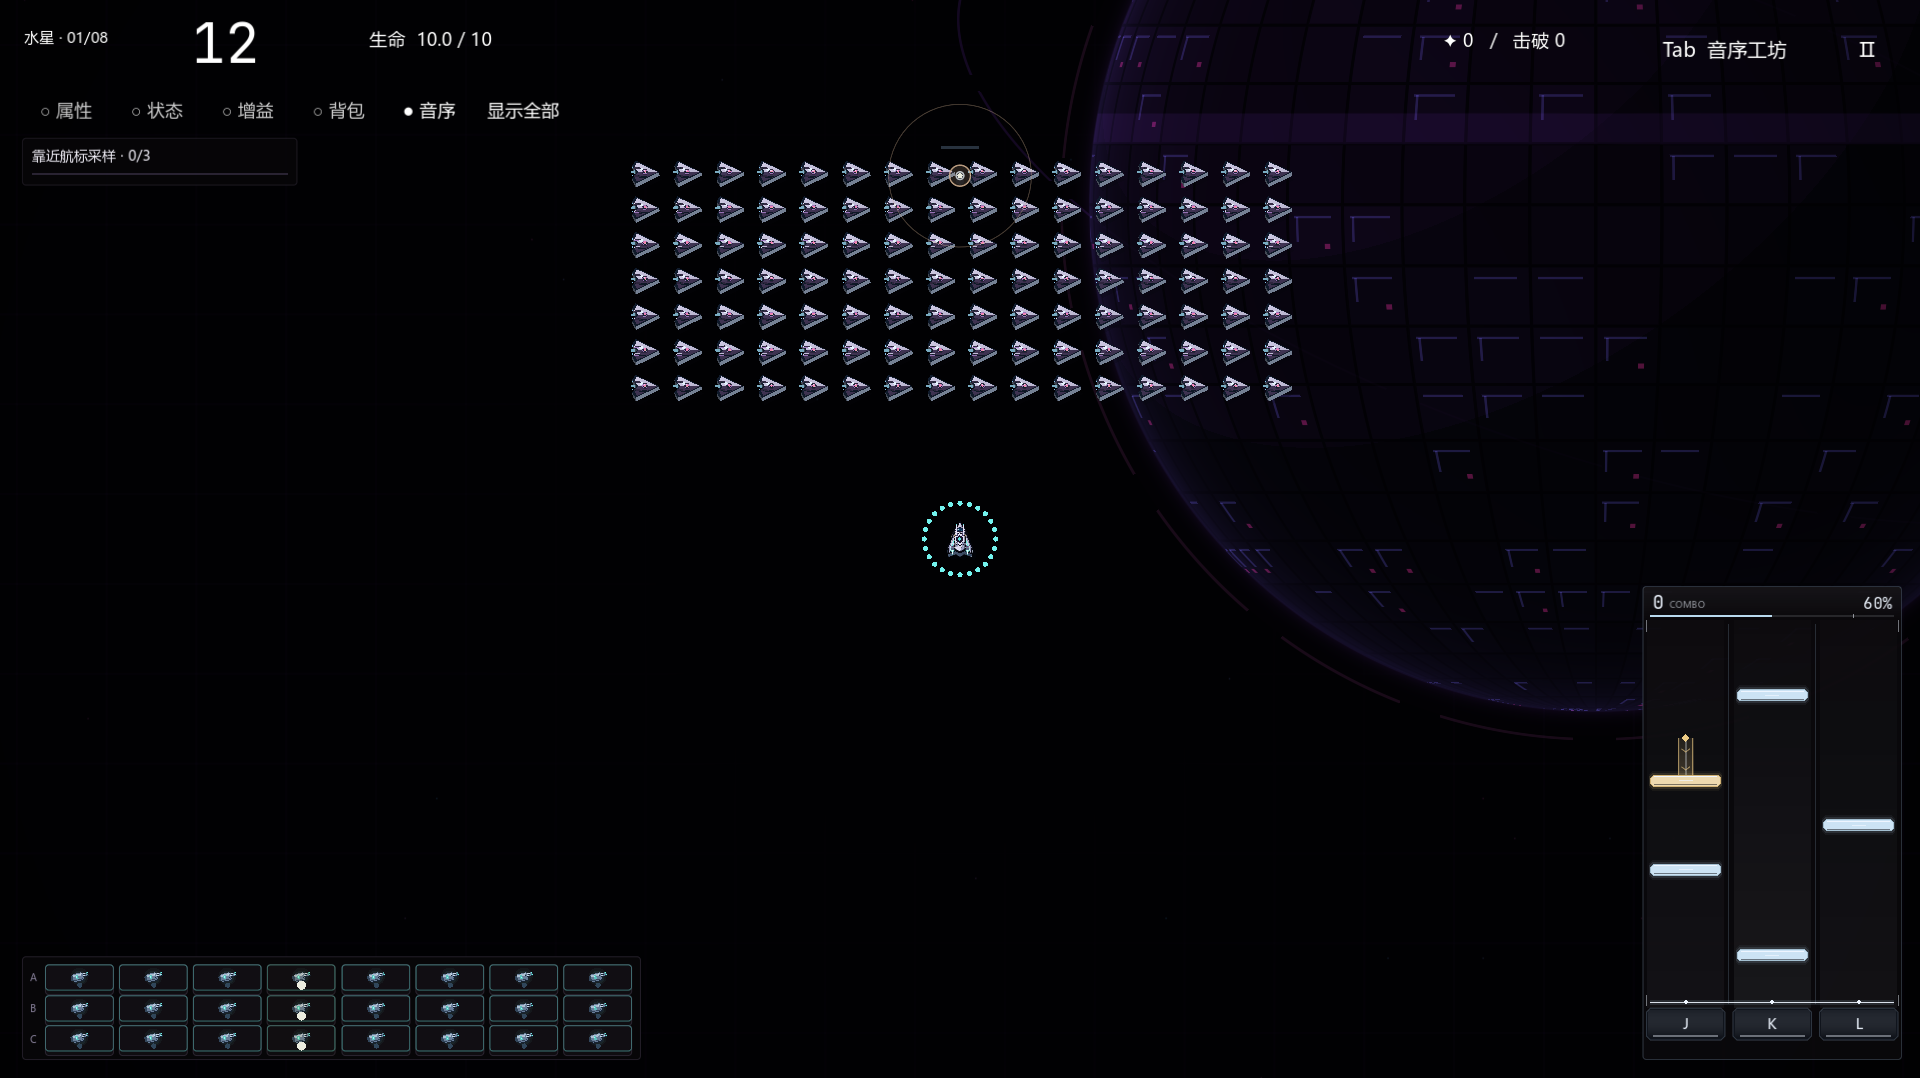 水星 · 01/08
12
生命 10.0 / 10
✦ 0 / 击破 0
Tab 音序工坊
II
○ 属性 ○ 状态 ○ 增益 ○ 背包 ● 音序 显示全部
靠近航标采样 · 0/3
0 COMBO 60%
A
B
C
J K L